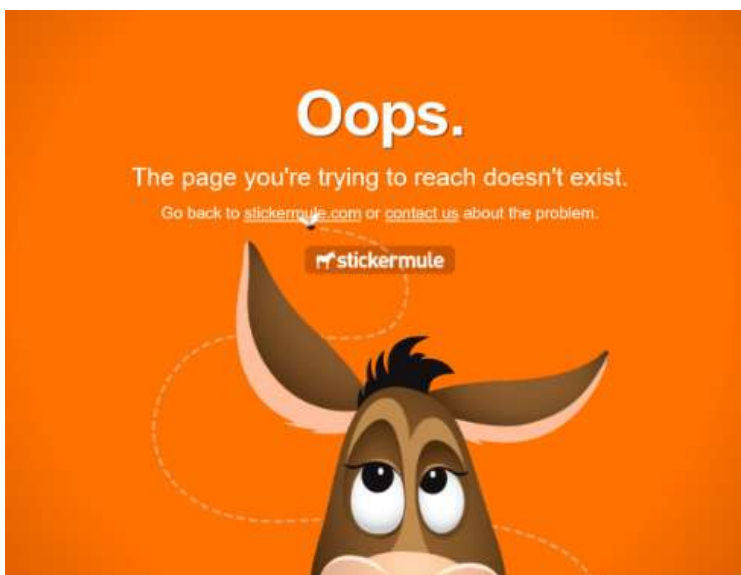 Oops.
The page you're trying to reach doesn't exist.
Go back to stickermule.com or contact us about the problem.
stickermule